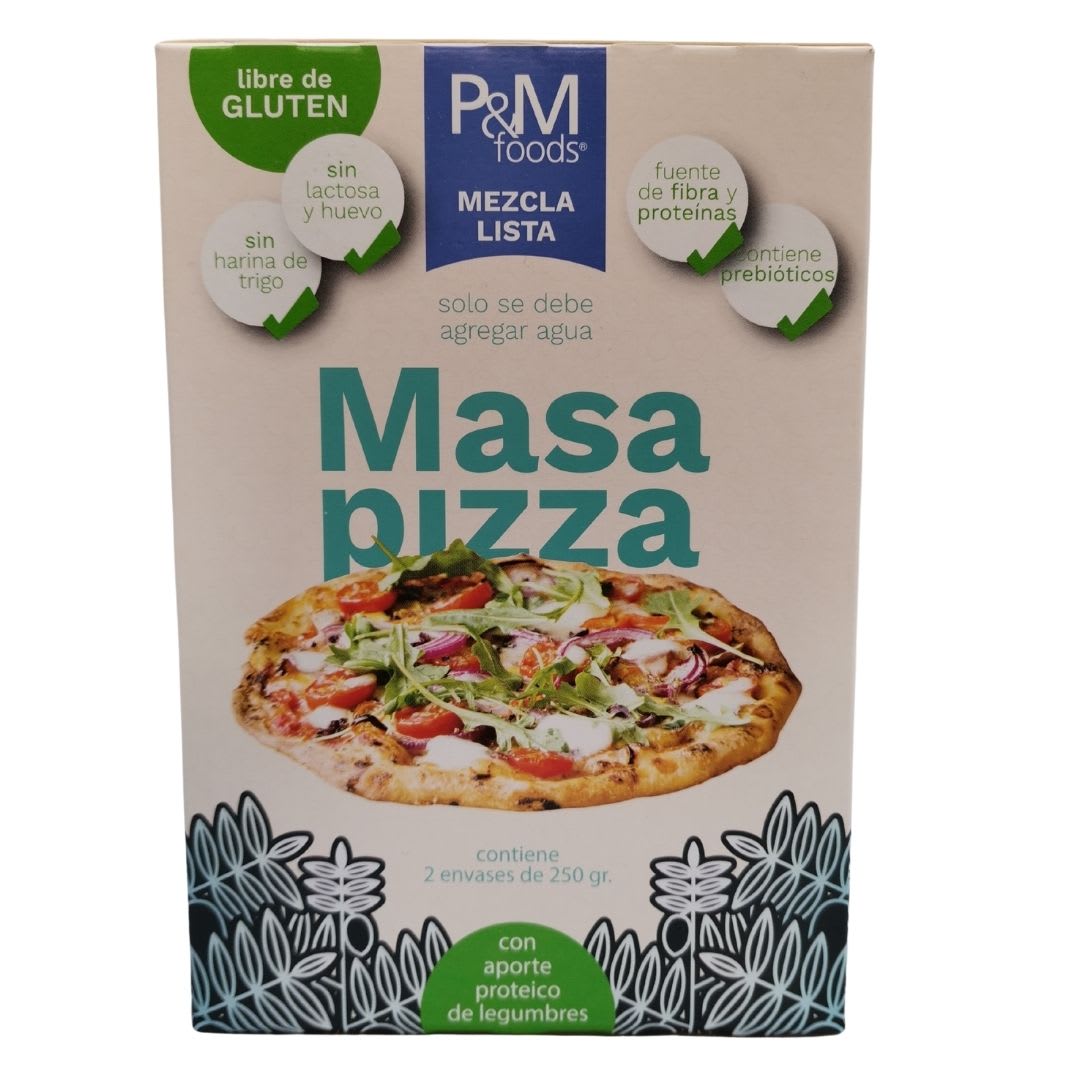 libre de
GLUTEN
P&M
foods®
MEZCLA
LISTA
sin
lactosa
y huevo
sin
harina de
trigo
fuente
de fibra y
proteínas
contiene
prebióticos
solo se debe
agregar agua
Masa
pizza
contiene
2 envases de 250 gr.
con
aporte
proteico
de legumbres